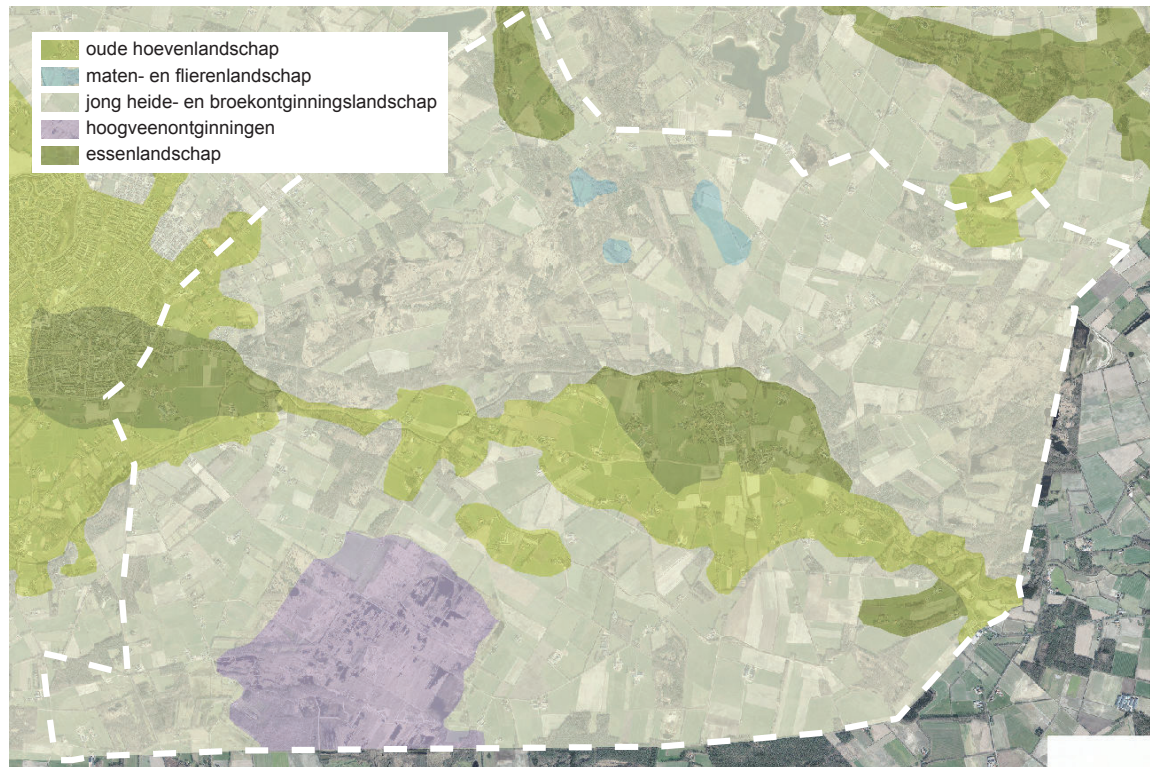 oude hoevenlandschap
maten- en flierenlandschap
jong heide- en broekontginningslandschap
hoogveenontginningen
essenlandschap